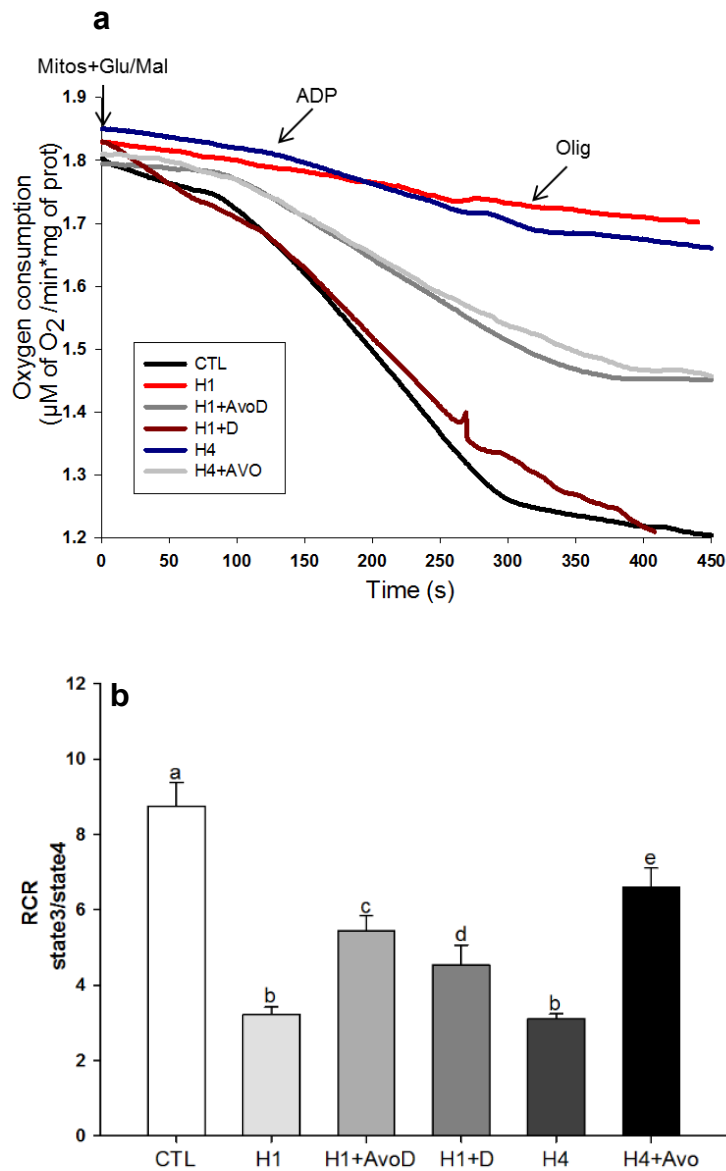 a
Mitos+Glu/Mal
ADP
Olig
1.9
1.8
1.7
1.6
1.5
1.4
1.3
1.2
Oxygen consumption
(µM of O2 /min*mg of prot)
CTL
H1
H1+AvoD
H1+D
H4
H4+AVO
0 50 100 150 200 250 300 350 400 450
Time (s)
b
12
10
8
6
4
2
0
RCR
state3/state4
a
b
c
d
b
e
CTL H1 H1+AvoD H1+D H4 H4+Avo